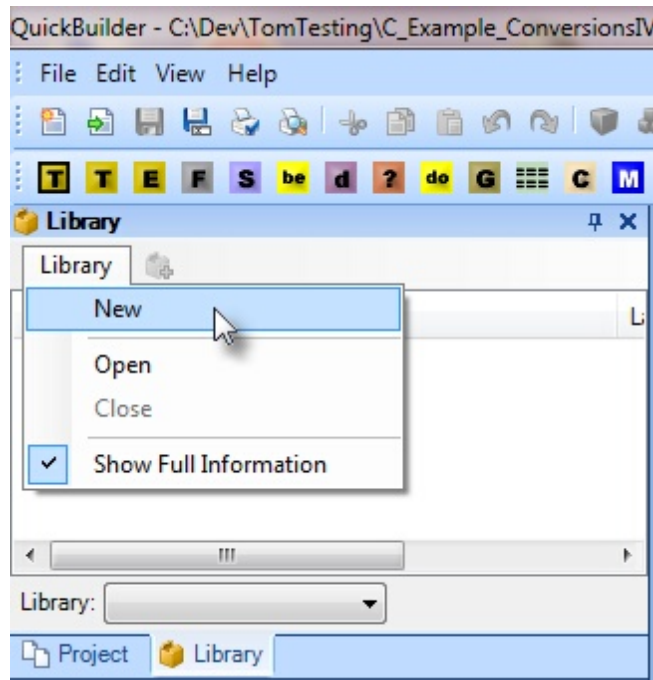 QuickBuilder - C:\Dev\TomTesting\C_Example_ConversionsIV
File Edit View Help
T T E F S be d ? do G C M
Library
Library
New
Open
Close
Show Full Information
Library:
Project Library